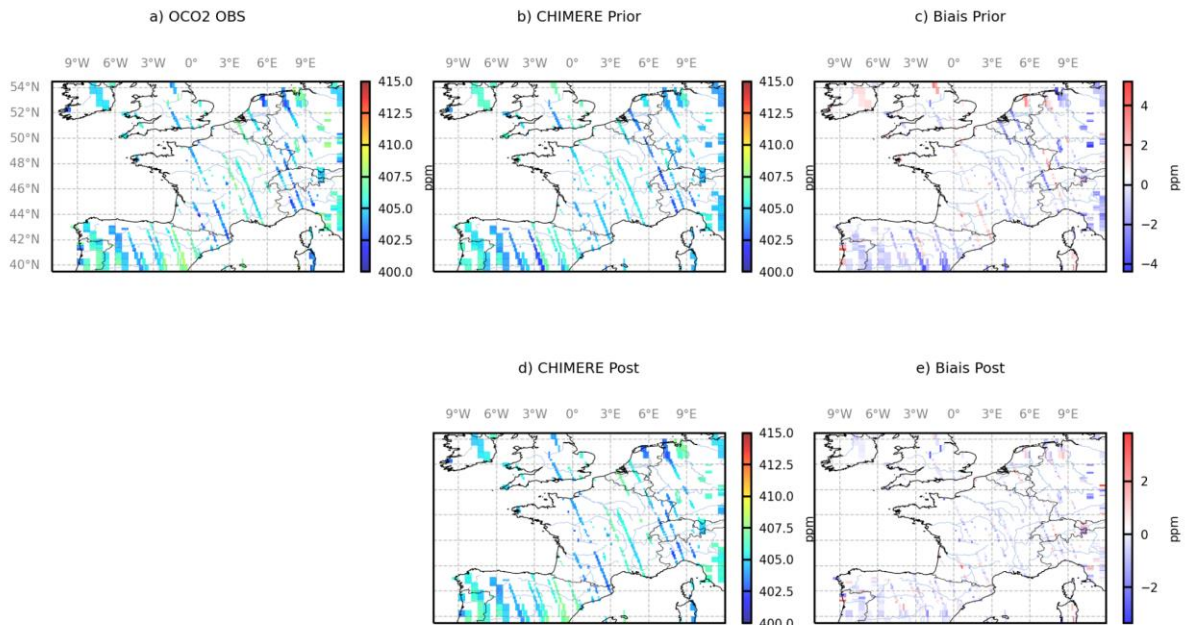 a) OCO2 OBS
b) CHIMERE Prior
c) Biais Prior
9°W 6°W 3°W 0° 3°E 6°E 9°E
9°W 6°W 3°W 0° 3°E 6°E 9°E
9°W 6°W 3°W 0° 3°E 6°E 9°E
54°N
52°N
50°N
48°N
46°N
44°N
42°N
40°N
415.0
412.5
410.0
407.5
405.0
402.5
400.0
ppm
415.0
412.5
410.0
407.5
405.0
402.5
400.0
ppm
4
2
0
−2
−4
ppm
d) CHIMERE Post
e) Biais Post
9°W 6°W 3°W 0° 3°E 6°E 9°E
9°W 6°W 3°W 0° 3°E 6°E 9°E
415.0
412.5
410.0
407.5
405.0
402.5
400.0
ppm
2
0
−2
ppm